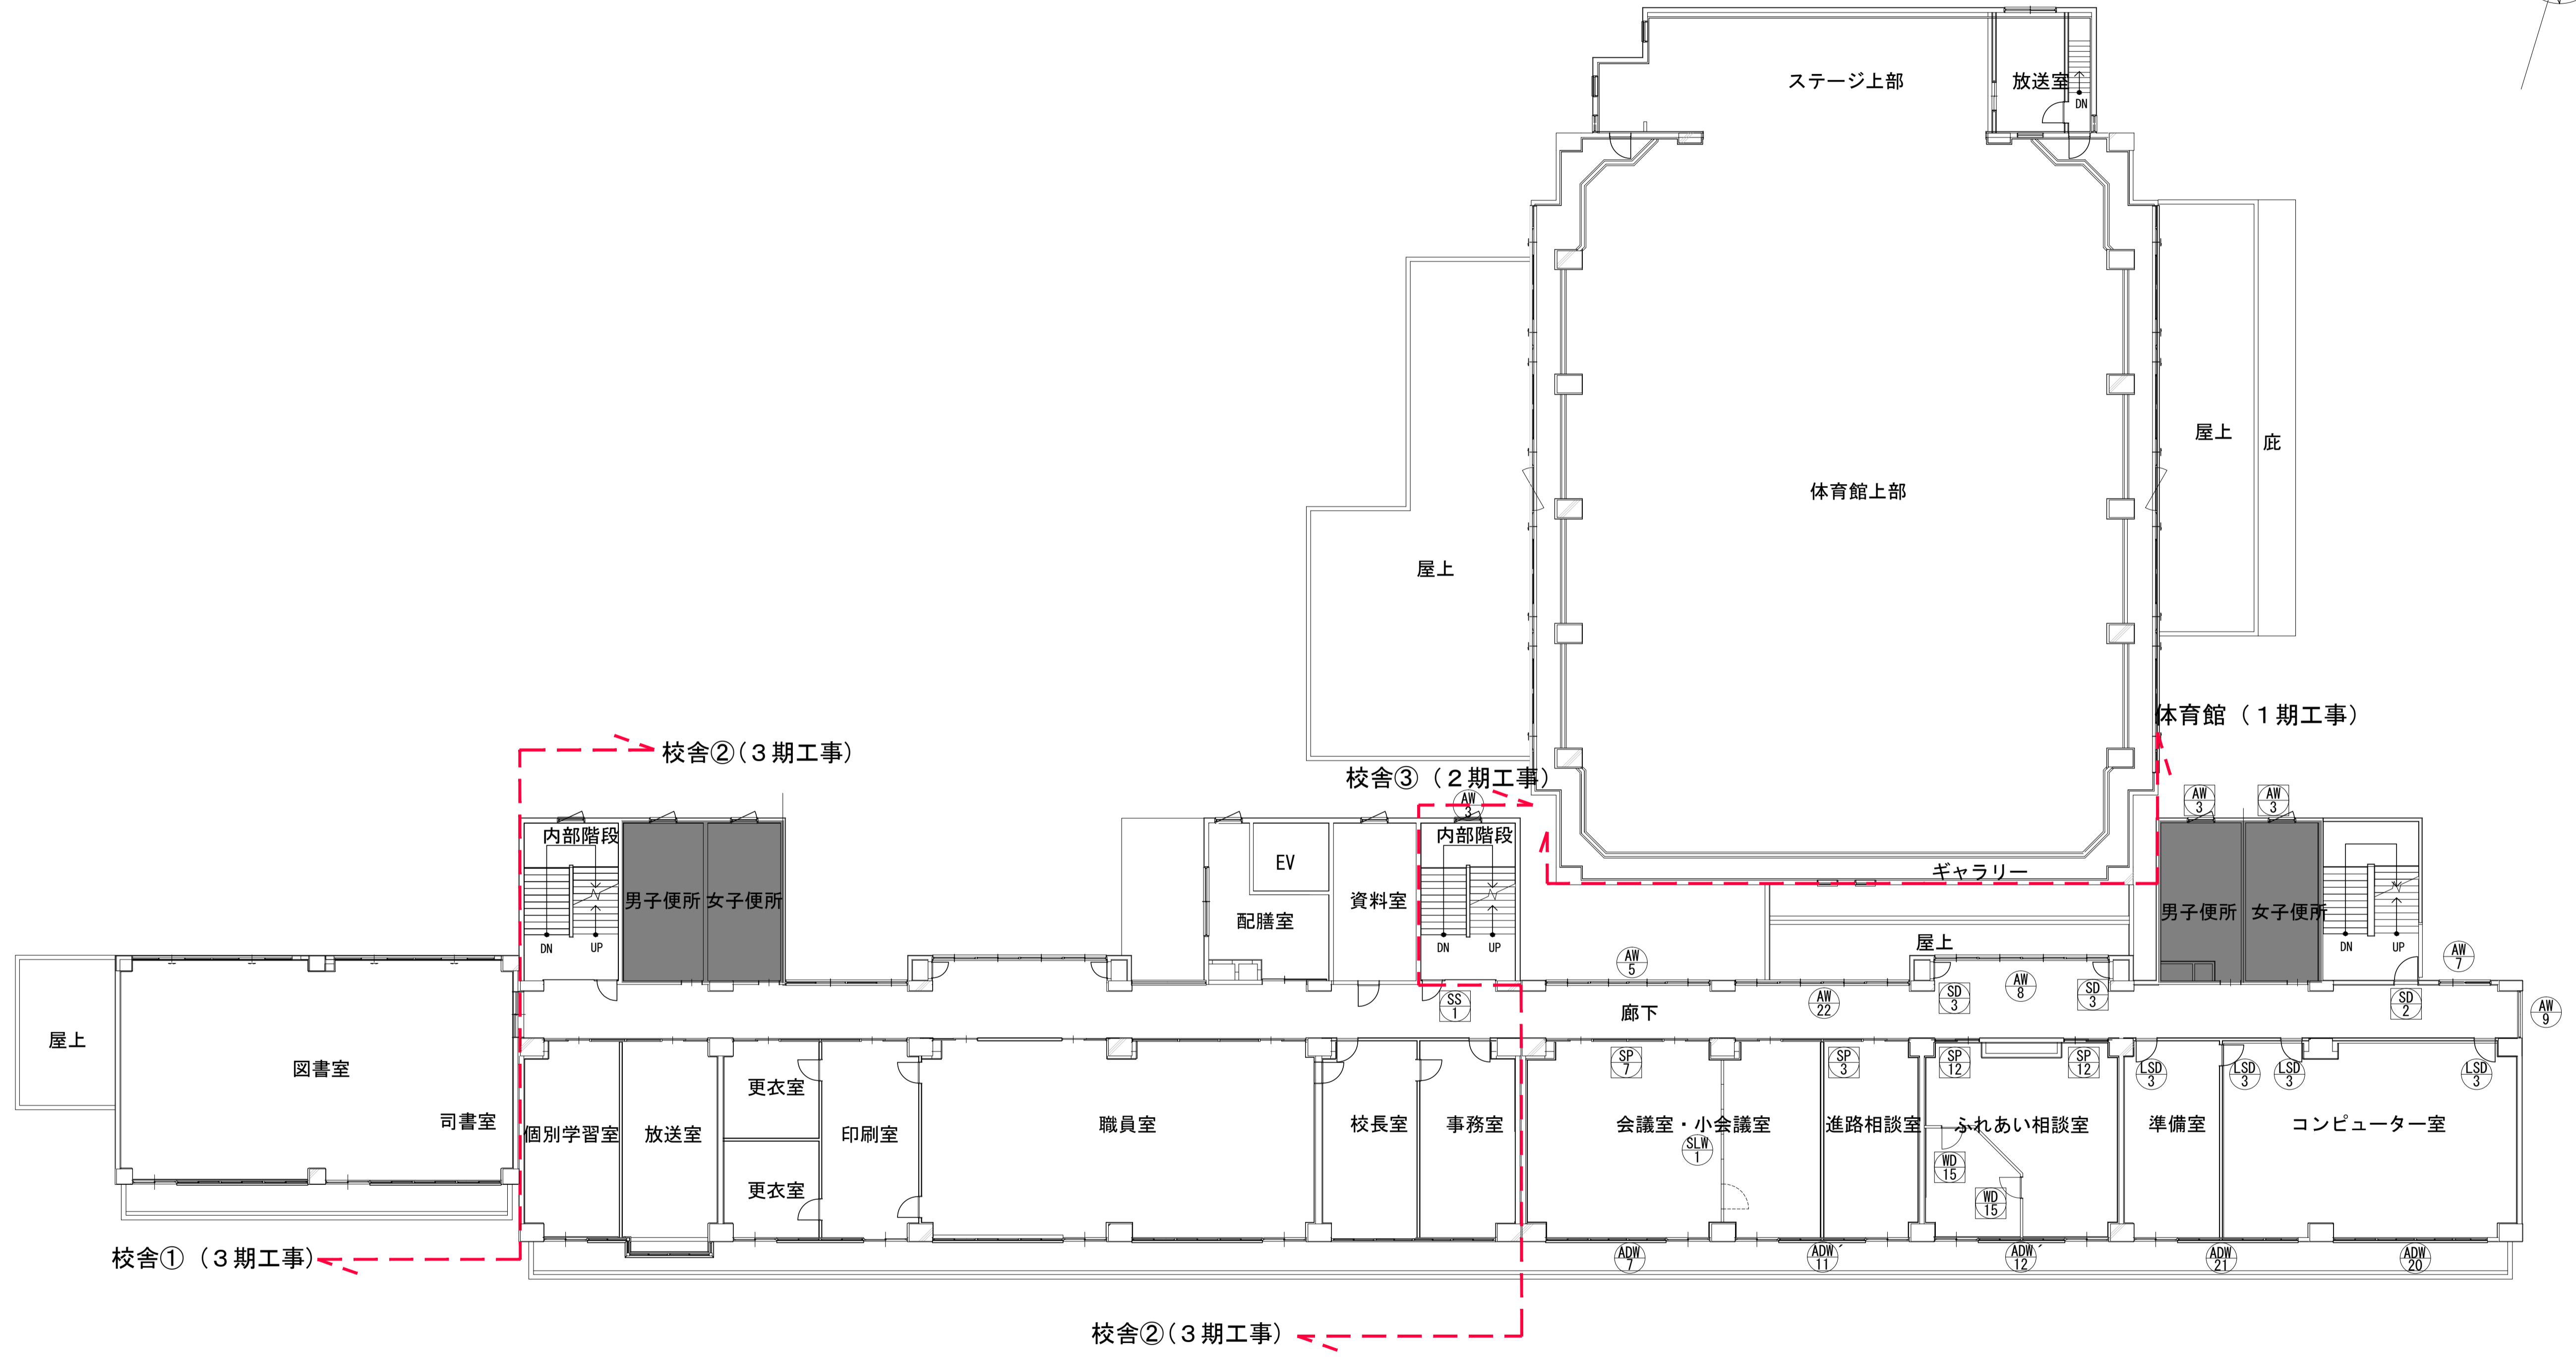 ステージ上部
放送室
DN
屋上
庇
体育館上部
屋上
体育館（１期工事）
校舎②（３期工事）
校舎③（２期工事）
AW
3
AW
3
AW
3
内部階段
内部階段
EV
ギャラリー
男子便所
女子便所
資料室
配膳室
男子便所
女子便所
DN
UP
DN
UP
DN
UP
屋上
AW
5
AW
7
AW
8
SD
3
SD
3
AW
22
SS
1
SD
2
AW
9
廊下
屋上
図書室
司書室
SP
7
SP
3
SP
12
SP
12
LSD
3
LSD
3
LSD
3
LSD
3
更衣室
個別学習室
放送室
印刷室
職員室
校長室
事務室
会議室・小会議室
進路相談室
ふれあい相談室
準備室
コンピューター室
SLW
1
WD
15
WD
15
更衣室
校舎①（３期工事）
ADW
7
ADW´
11
ADW´
12
ADW
21
ADW
20
校舎②（３期工事）